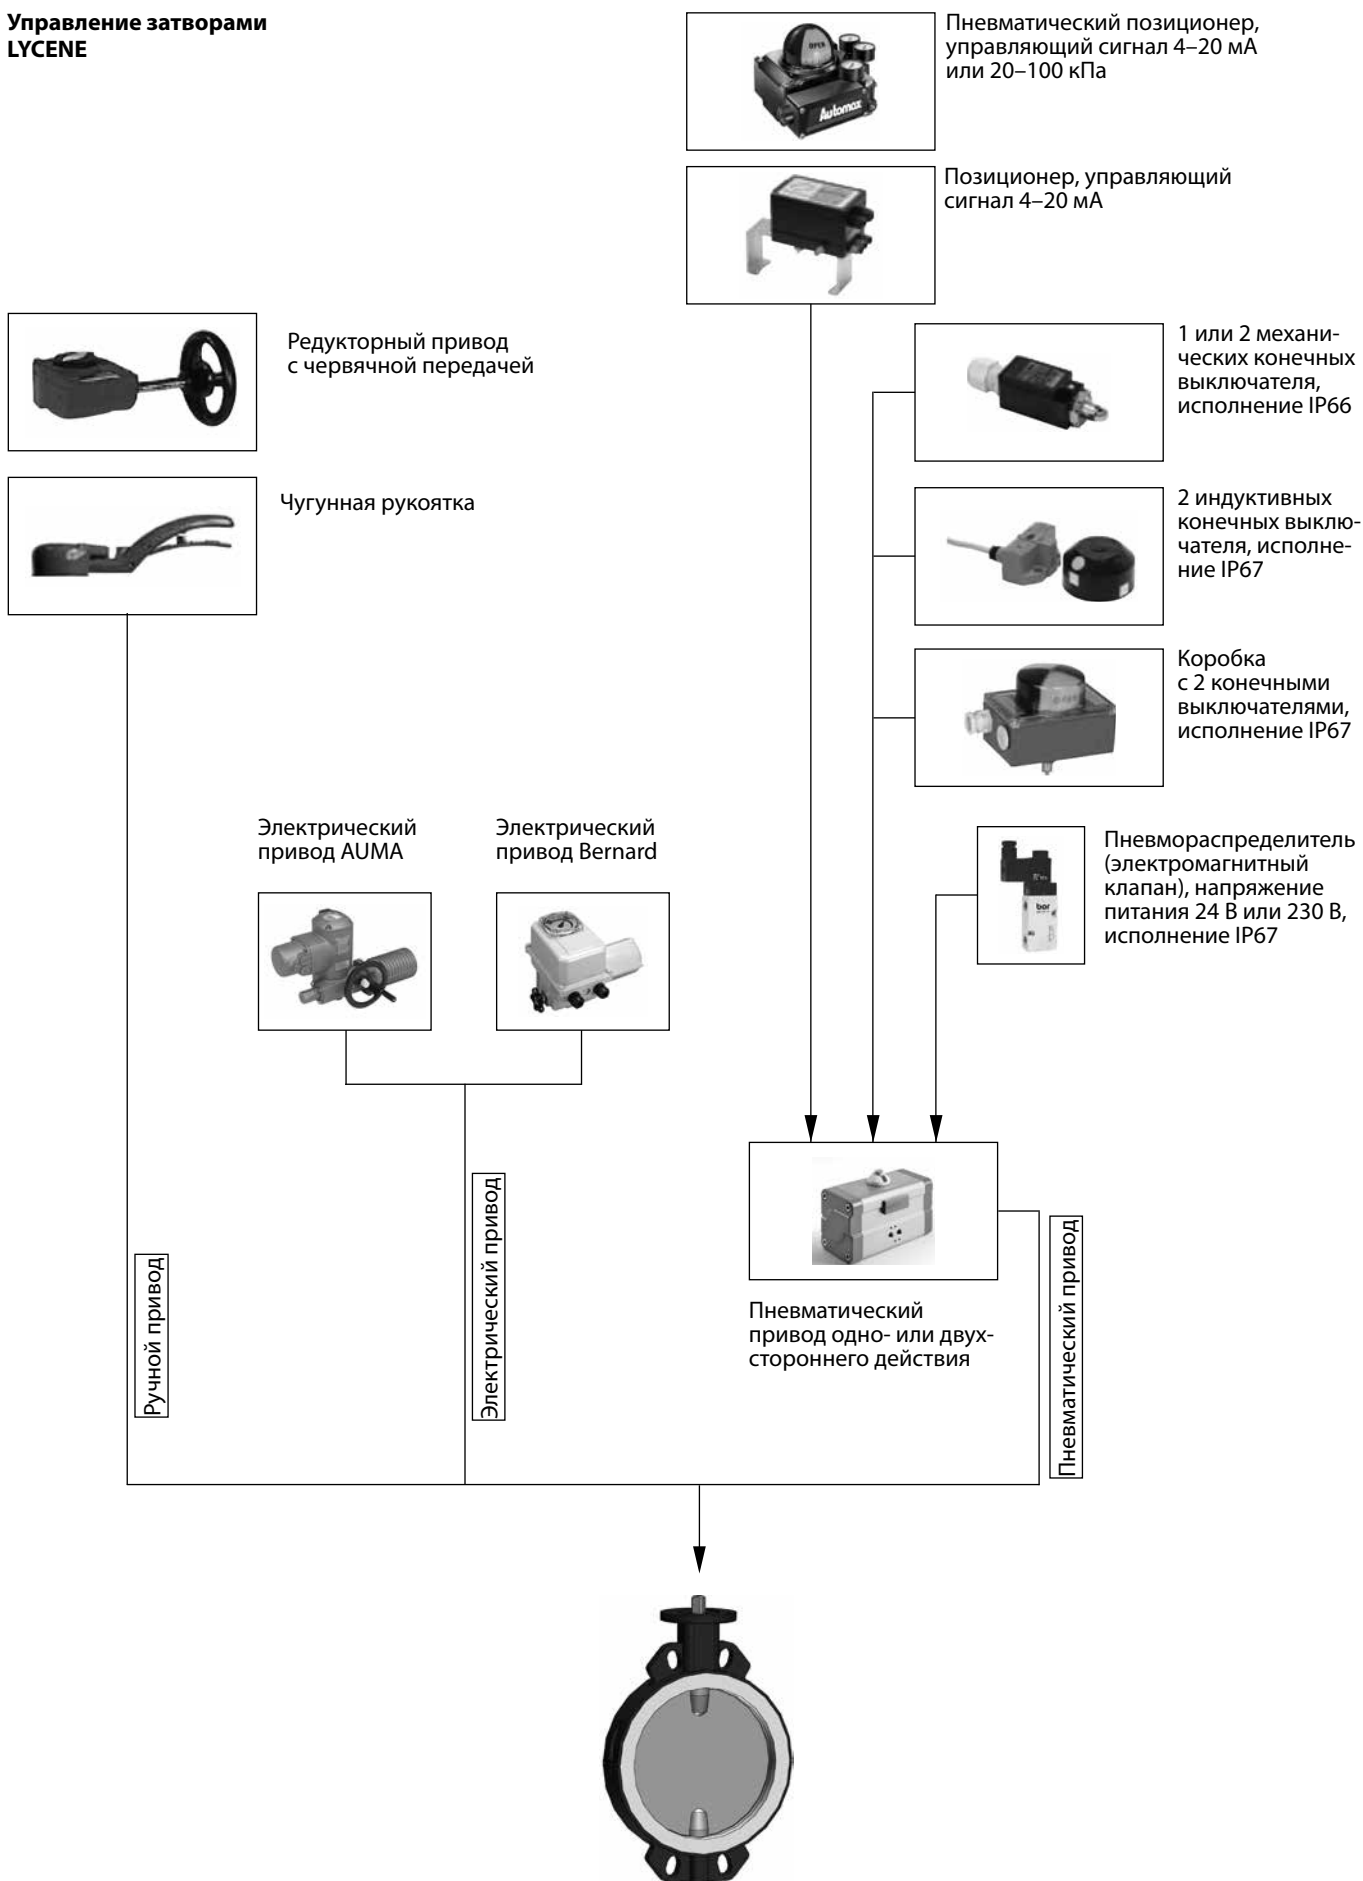 Управление затворами
LYCENE
Пневматический позиционер,
управляющий сигнал 4–20 мА
или 20–100 кПа
OPEN
Automax
Позиционер, управляющий
сигнал 4–20 мА
Редукторный привод
с червячной передачей
1 или 2 механи-
ческих конечных
выключателя,
исполнение IP66
Чугунная рукоятка
2 индуктивных
конечных выклю-
чателя, исполне-
ние IP67
Коробка
с 2 конечными
выключателями,
исполнение IP67
Электрический
привод AUMA
Электрический
привод Bernard
Пневмораспределитель
(электромагнитный
клапан), напряжение
питания 24 В или 230 В,
исполнение IP67
bar
Ручной привод
Электрический привод
Пневматический привод
Пневматический
привод одно- или двух-
стороннего действия